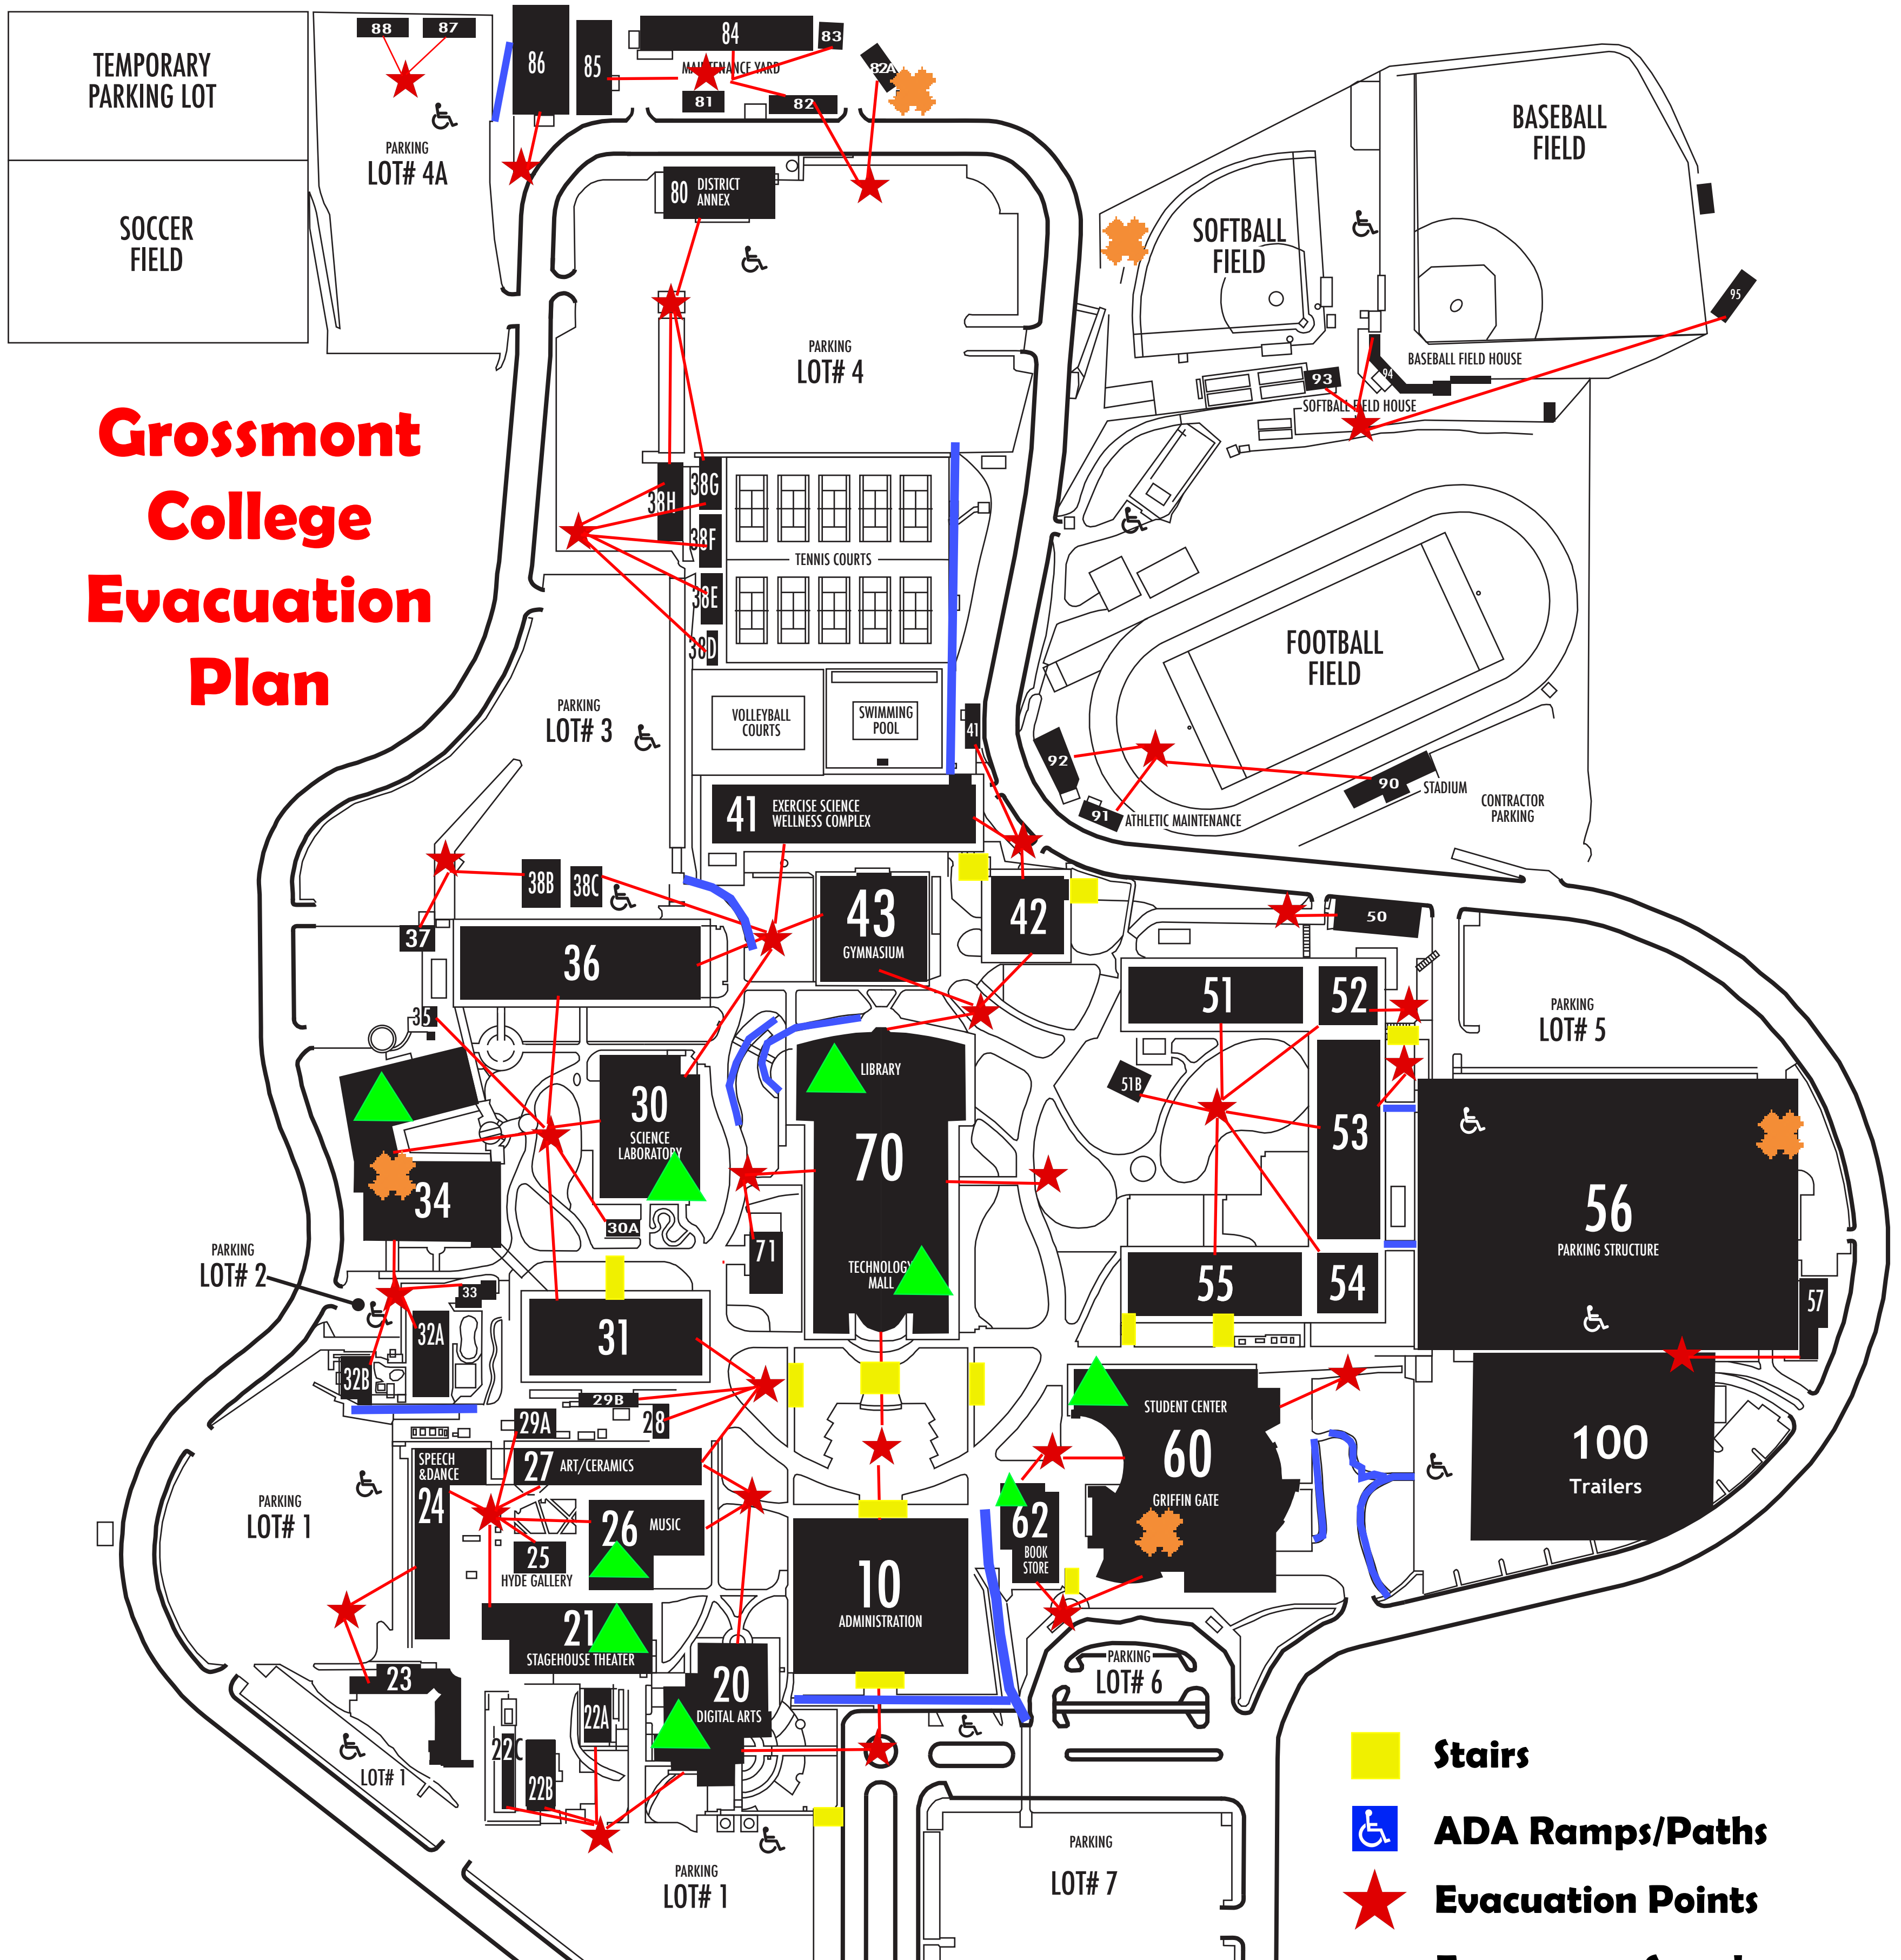 88
87
86
85
84
83
82A
TEMPORARY
PARKING LOT
MAINTENANCE YARD
81
82
BASEBALL
FIELD
PARKING
LOT# 4A
80
DISTRICT
ANNEX
SOCCER
FIELD
SOFTBALL
FIELD
95
PARKING
LOT# 4
BASEBALL FIELD HOUSE
94
93
SOFTBALL FIELD HOUSE
Grossmont
College
Evacuation
Plan
38H
38G
38F
TENNIS COURTS
38E
38D
FOOTBALL
FIELD
PARKING
LOT# 3
VOLLEYBALL
COURTS
SWIMMING
POOL
41
92
90
STADIUM
CONTRACTOR
PARKING
91
ATHLETIC MAINTENANCE
41
EXERCISE SCIENCE
WELLNESS COMPLEX
38B
38C
43
GYMNASIUM
42
50
37
36
51
52
PARKING
LOT# 5
35
30
SCIENCE
LABORATORY
LIBRARY
70
51B
53
34
56
PARKING STRUCTURE
30A
71
TECHNOLOGY
MALL
PARKING
LOT# 2
55
54
57
33
32A
31
32B
29B
29A
28
STUDENT CENTER
60
GRIFFIN GATE
100
Trailers
SPEECH
&DANCE
24
27
ART/CERAMICS
PARKING
LOT# 1
26
MUSIC
62
BOOK
STORE
25
HYDE GALLERY
10
ADMINISTRATION
21
STAGEHOUSE THEATER
23
20
DIGITAL ARTS
PARKING
LOT# 6
22A
22C
22B
LOT# 1
PARKING
LOT# 1
PARKING
LOT# 7
Stairs
ADA Ramps/Paths
Evacuation Points